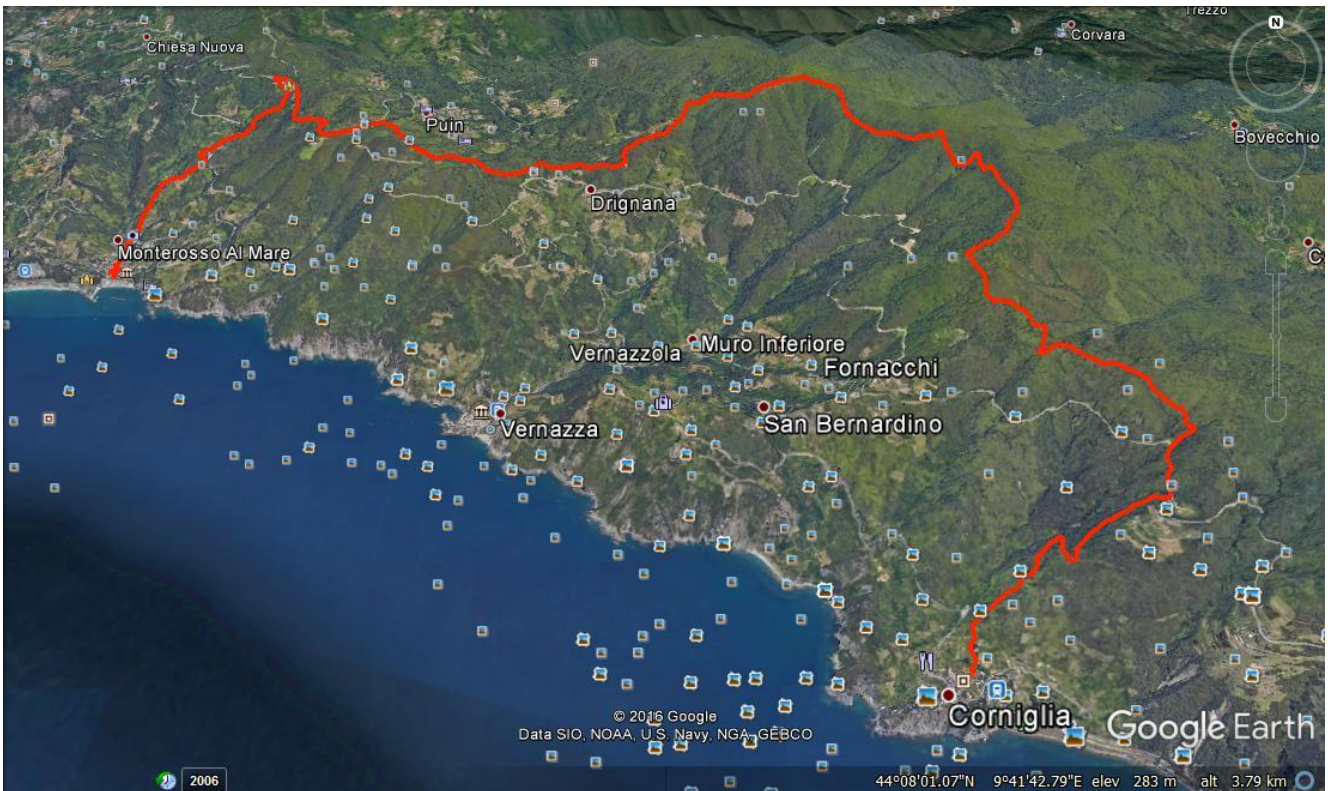 Trezzo
N
Chiesa Nuova
Corvara
Puin
Bovecchio
Drignana
Monterosso Al Mare
C
Muro Inferiore
Vernazzola
Fornacchi
San Bernardino
Vernazza
© 2016 Google
Data SIO, NOAA, U.S. Navy, NGA, GEBCO
Corniglia
Google Earth
2006
44°08'01.07"N 9°41'42.79"E elev 283 m alt 3.79 km